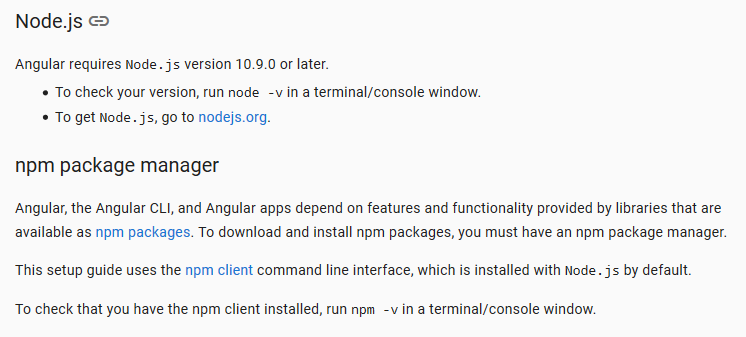 Node.js
Angular requires Node.js version 10.9.0 or later.
• To check your version, run node -v in a terminal/console window.
• To get Node.js, go to nodejs.org.
npm package manager
Angular, the Angular CLI, and Angular apps depend on features and functionality provided by libraries that are
available as npm packages. To download and install npm packages, you must have an npm package manager.
This setup guide uses the npm client command line interface, which is installed with Node.js by default.
To check that you have the npm client installed, run npm -v in a terminal/console window.